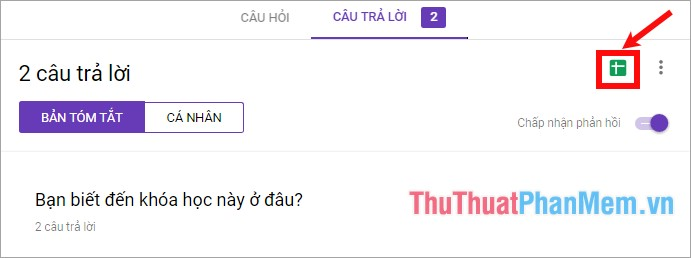 CÂU HỎI
CÂU TRẢ LỜI 2
2 câu trả lời
BẢN TÓM TẮT
CÁ NHÂN
Chấp nhận phản hồi
Bạn biết đến khóa học này ở đâu?
2 câu trả lời
ThuThuatPhanMem.vn